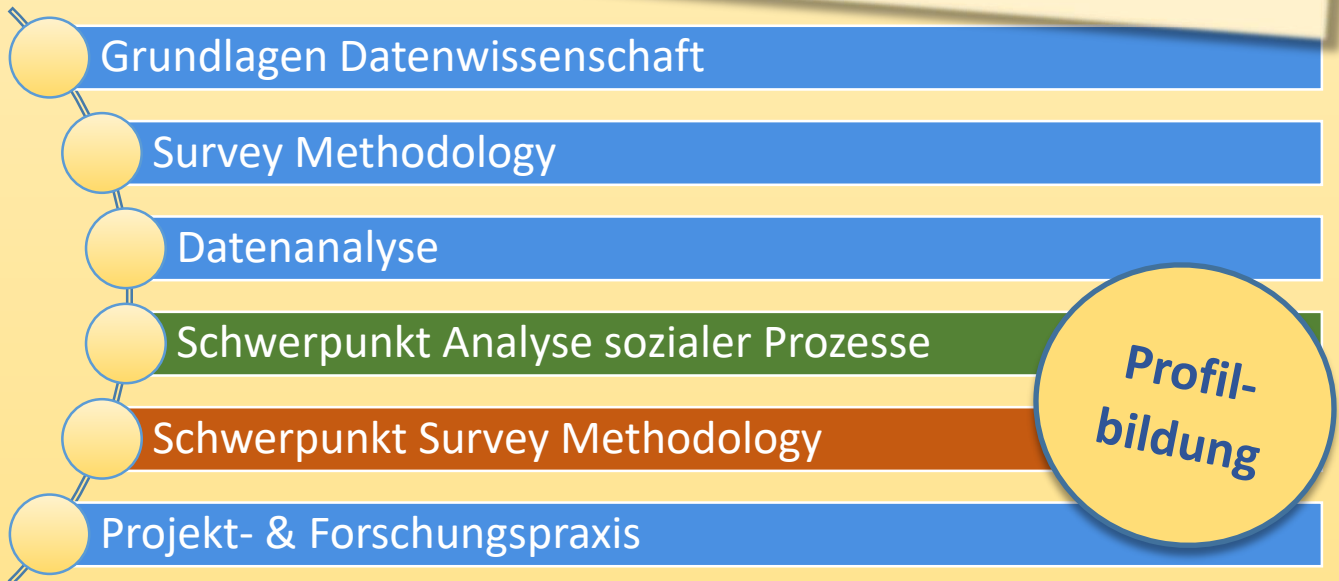 Grundlagen Datenwissenschaft
Survey Methodology
Datenanalyse
Schwerpunkt Analyse sozialer Prozesse
Schwerpunkt Survey Methodology
Projekt- & Forschungspraxis
Profil-
bildung